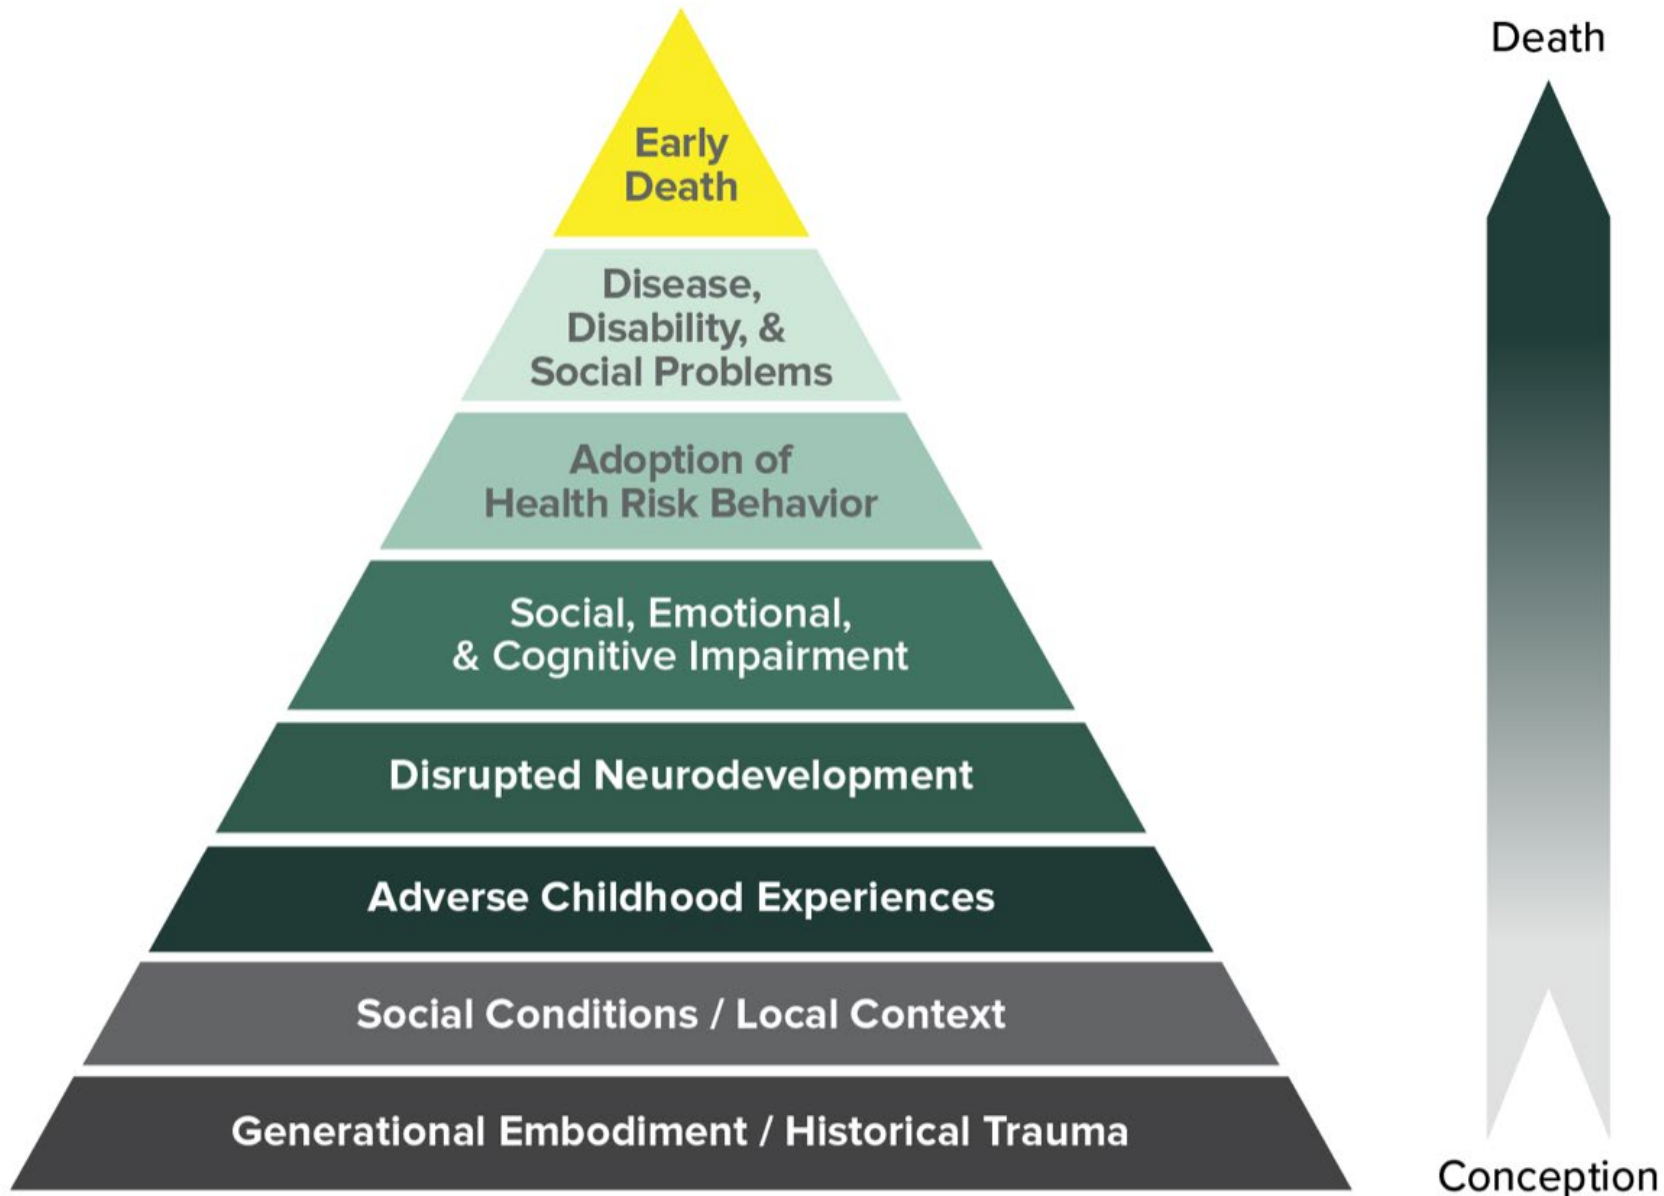 Death
Early
Death
Disease,
Disability, &
Social Problems
Adoption of
Health Risk Behavior
Social, Emotional,
& Cognitive Impairment
Disrupted Neurodevelopment
Adverse Childhood Experiences
Social Conditions / Local Context
Generational Embodiment / Historical Trauma
Conception